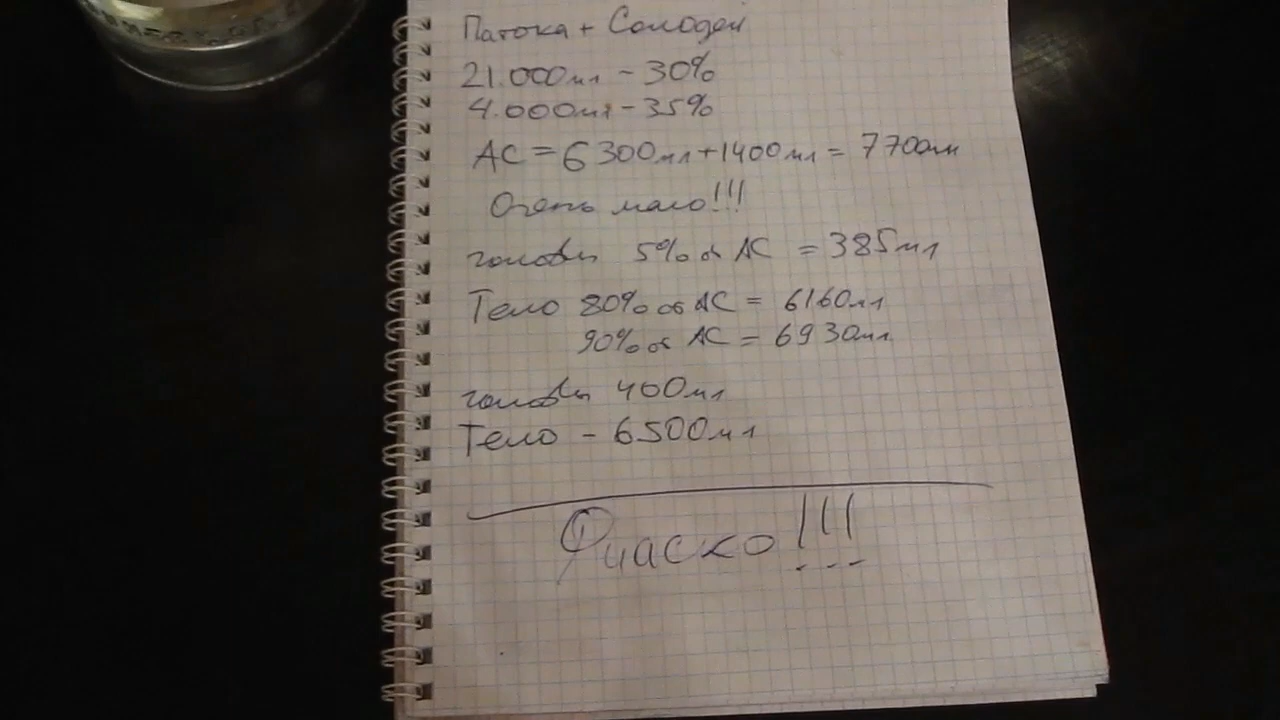 Патока + Солодей
21.000мл - 30%
4.000мл - 35%
АС = 6300мл + 1400мл = 7700мл
Очень мало!!!
головы 5% от АС = 385мл
Тело 80% от АС = 6160мл
90% от АС = 6930мл
головы 400мл
Тело - 6500мл
Фиаско!!!